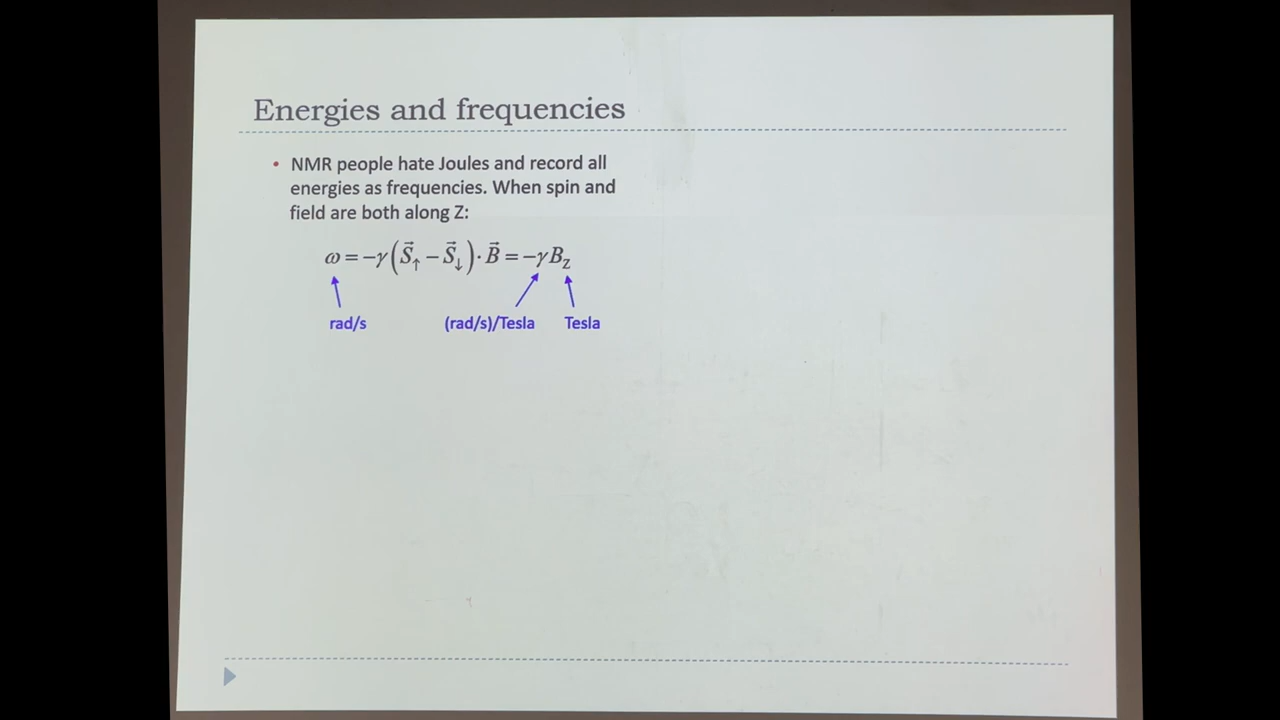 Energies and frequencies
• NMR people hate Joules and record all
energies as frequencies. When spin and
field are both along Z:
ω = −γ(S⃗↑ − S⃗↓) · B⃗ = −γB_Z
rad/s (rad/s)/Tesla Tesla